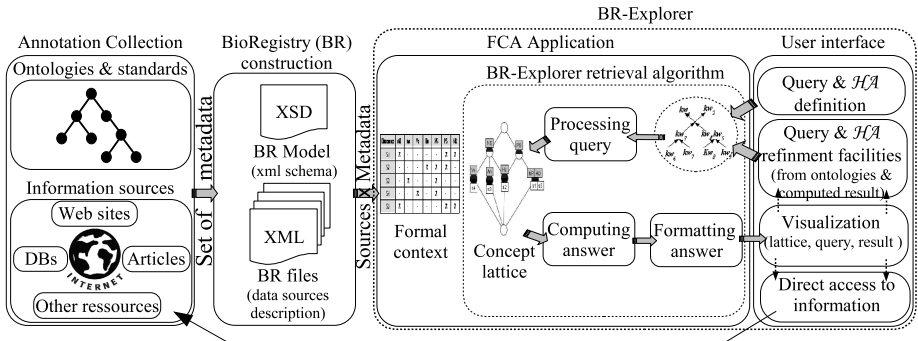 BR-Explorer
Annotation Collection
Ontologies & standards
Information sources
Web sites
DBs
Articles
INTERNET
Other ressources
Set of metadata
BioRegistry (BR)
construction
XSD
BR Model
(xml schema)
XML
BR files
(data sources
description)
Sources X Metadata
FCA Application
Formal
context
BR-Explorer retrieval algorithm
Processing
query
Concept
lattice
Computing
answer
Formatting
answer
User interface
Query & HA
definition
Query & HA
refinment facilities
(from ontologies &
computed result)
Visualization
(lattice, query, result )
Direct access to
information